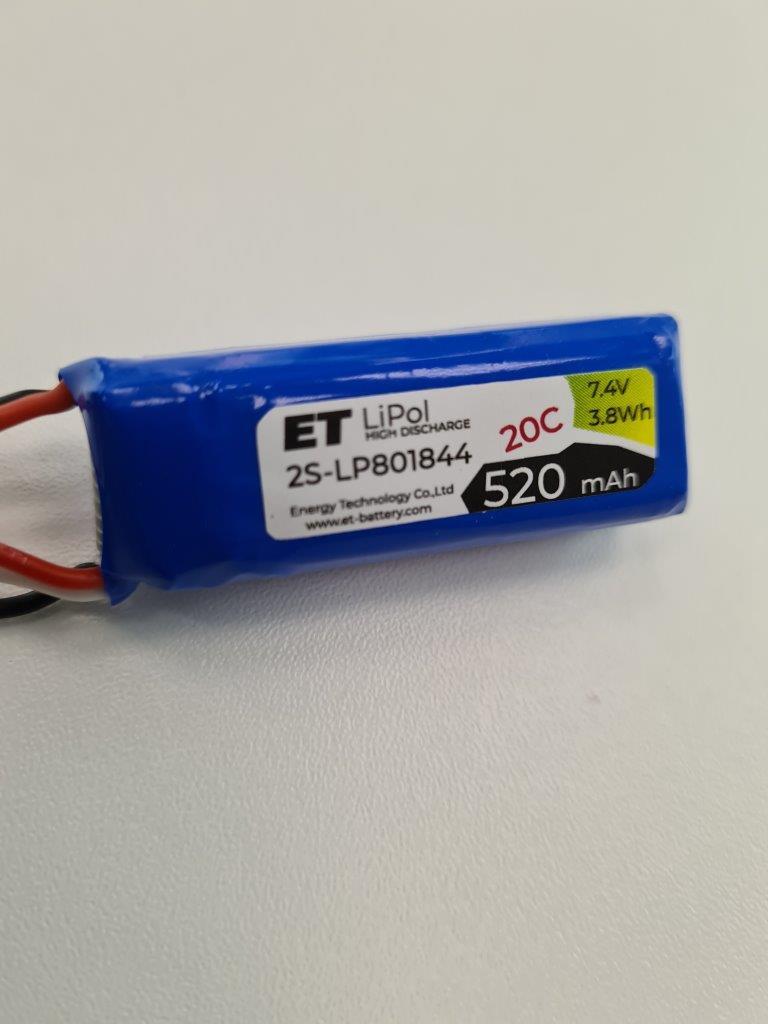 ET LiPol
HIGH DISCHARGE
2S-LP801844
Energy Technology Co.,Ltd
www.et-battery.com
20C
7.4V
3.8Wh
520 mAh